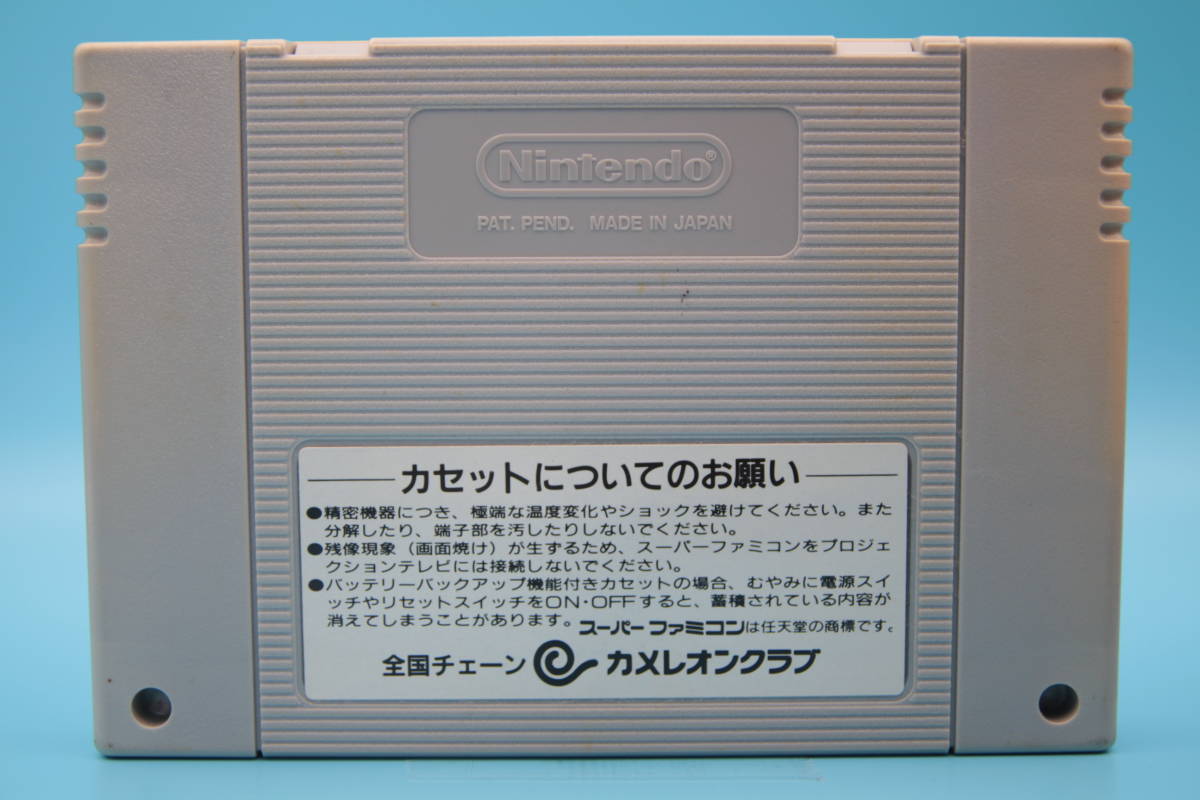 Nintendo®
PAT. PEND. MADE IN JAPAN
カセットについてのお願い
●精密機器につき、極端な温度変化やショックを避けてください。また
分解したり、端子部を汚したりしないでください。
●残像現象（画面焼け）が生ずるため、スーパーファミコンをプロジェ
クションテレビには接続しないでください。
●バッテリーバックアップ機能付きカセットの場合、むやみに電源スイ
ッチやリセットスイッチをON・OFFすると、蓄積されている内容が
消えてしまうことがあります。スーパーファミコンは任天堂の商標です。
全国チェーン カメレオンクラブ